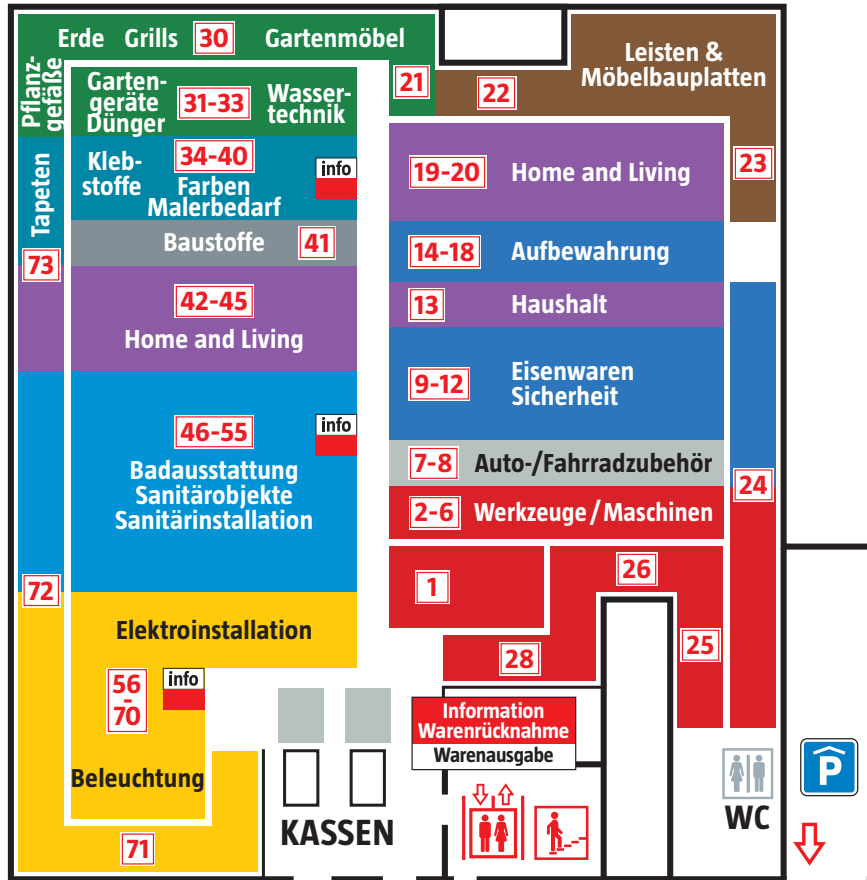 Erde Grills 30 Gartenmöbel
Pflanz-
gefäße
Garten-
geräte
Dünger
31-33
Wasser-
technik
21
22
Leisten &
Möbelbauplatten
23
Tapeten
73
Kleb-
stoffe
34-40
Farben
Malerbedarf
info
Baustoffe 41
42-45
Home and Living
46-55
info
Badausstattung
Sanitärobjekte
Sanitärinstallation
72
Elektroinstallation
56
-
70
info
Beleuchtung
71
19-20 Home and Living
14-18 Aufbewahrung
13 Haushalt
9-12
Eisenwaren
Sicherheit
7-8 Auto-/Fahrradzubehör
2-6 Werkzeuge/Maschinen
24
1
26
25
28
Information
Warenrücknahme
Warenausgabe
KASSEN
WC
P